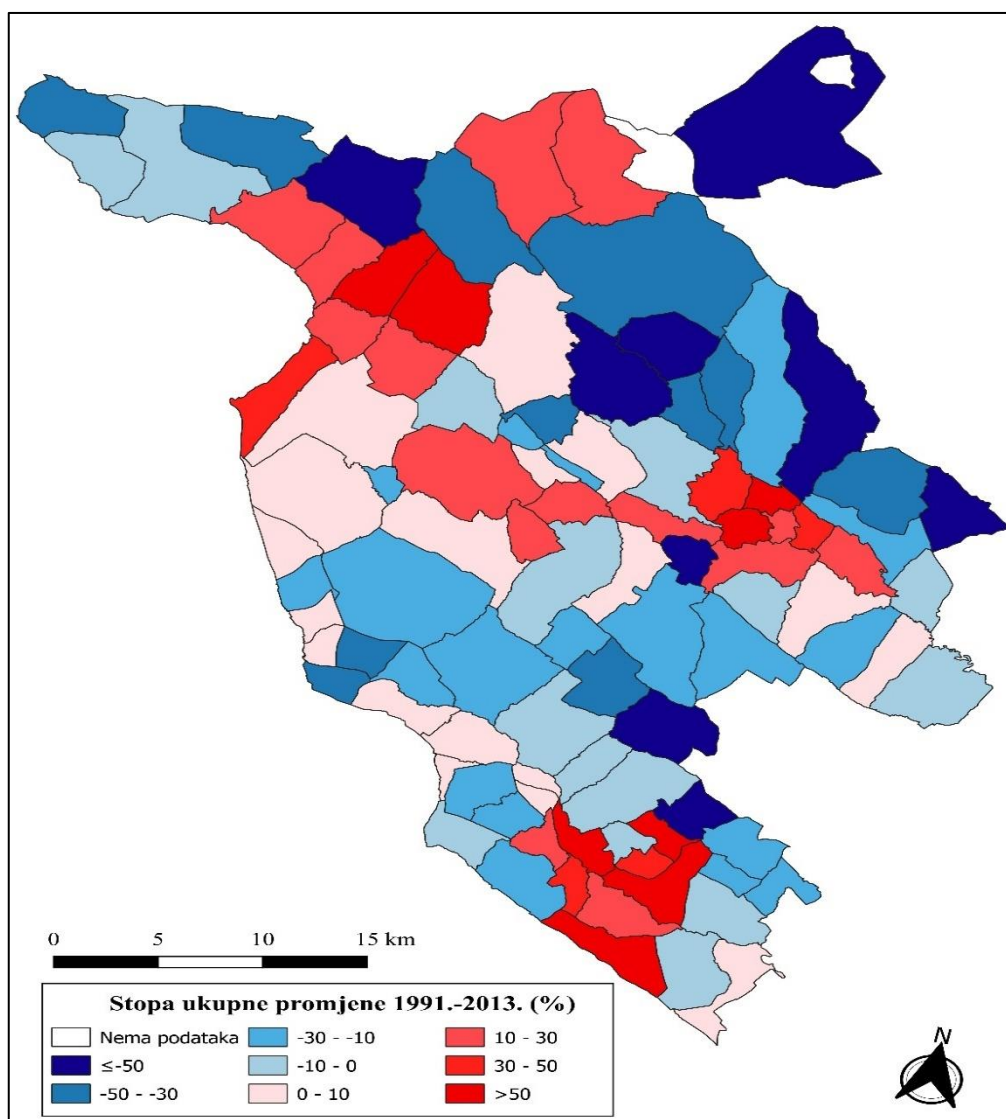 N
0 5 10 15 km
Stopa ukupne promjene 1991.-2013. (%)
Nema podataka -30 - -10 10 - 30
≤-50 -10 - 0 30 - 50
-50 - -30 0 - 10 >50